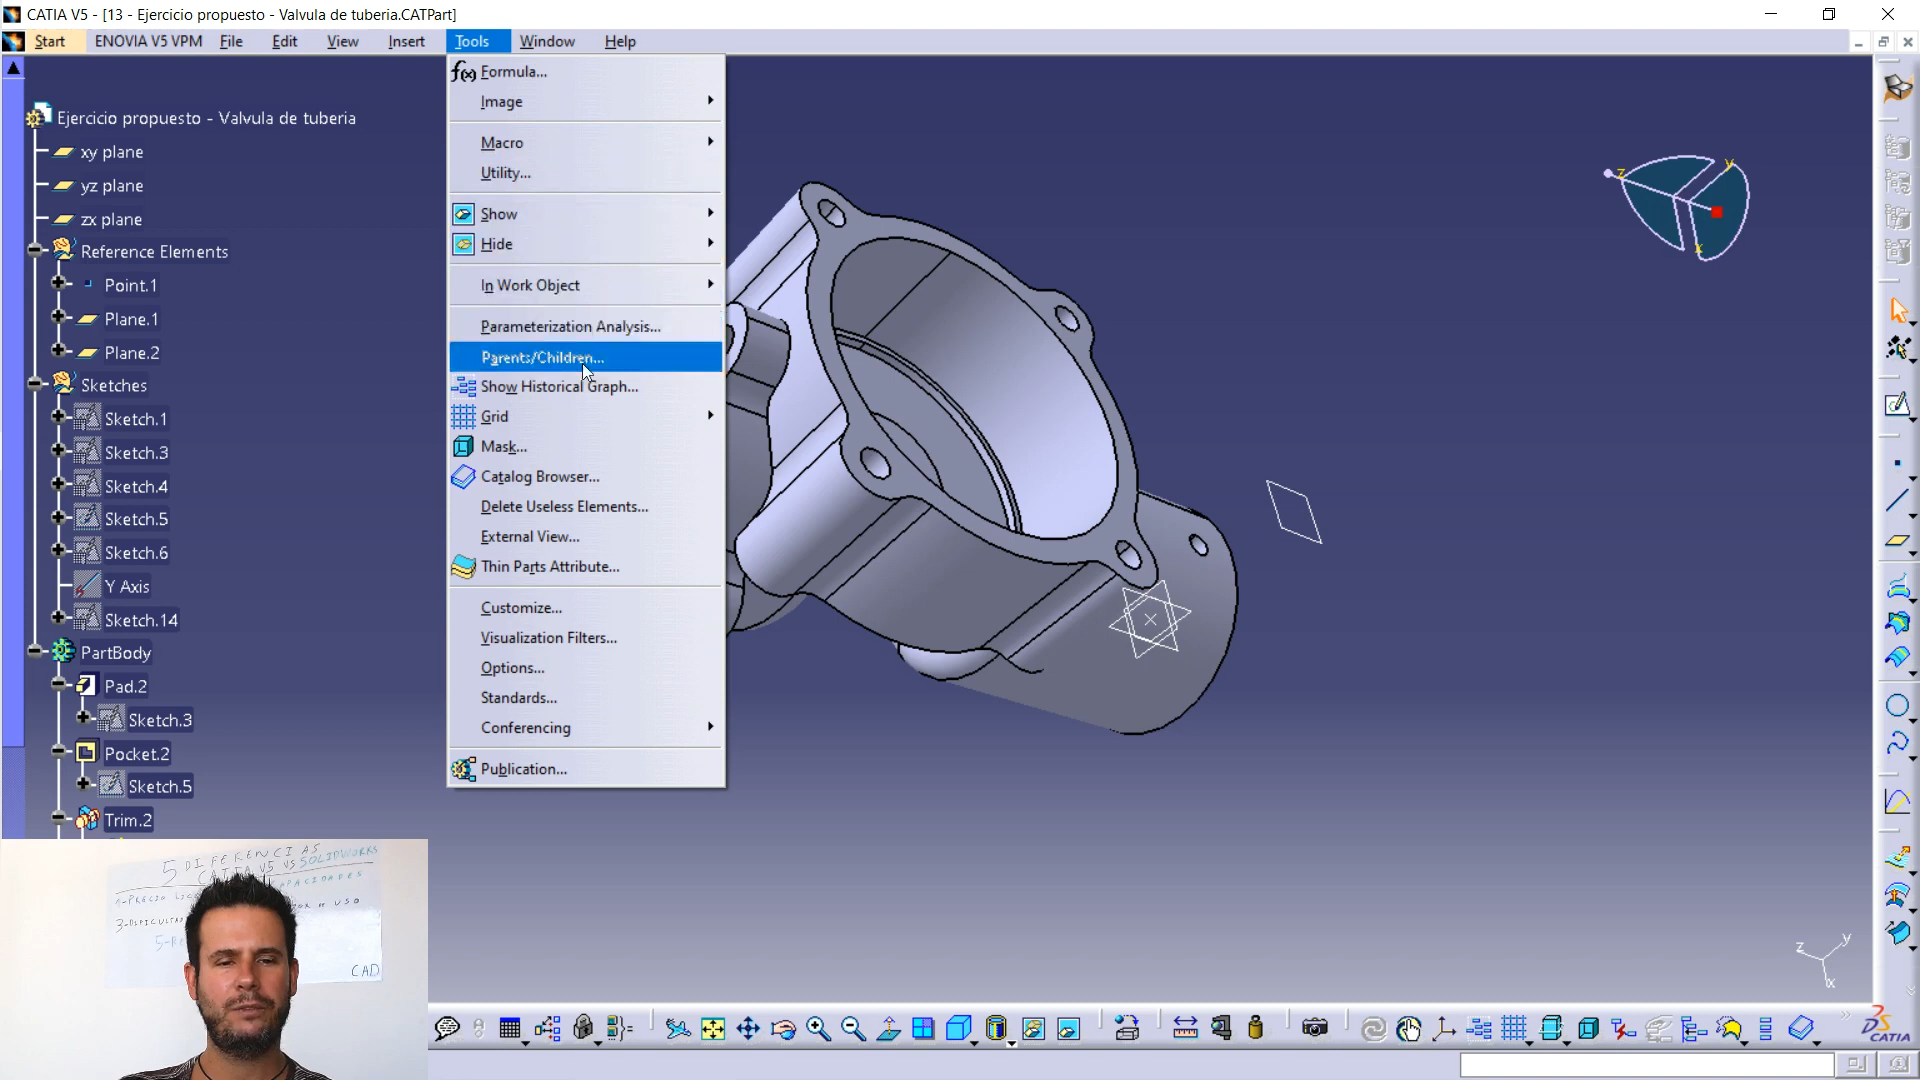 CATIA V5 - [13 - Ejercicio propuesto - Valvula de tuberia.CATPart]
Start ENOVIA V5 VPM File Edit View Insert Tools Window Help
Ejercicio propuesto - Valvula de tuberia
xy plane
yz plane
zx plane
Reference Elements
Point.1
Plane.1
Plane.2
Sketches
Sketch.1
Sketch.3
Sketch.4
Sketch.5
Sketch.6
Y Axis
Sketch.14
PartBody
Pad.2
Sketch.3
Pocket.2
Sketch.5
Trim.2
f(x) Formula...
Image
Macro
Utility...
Show
Hide
In Work Object
Parameterization Analysis...
Parents/Children...
Show Historical Graph...
Grid
Mask...
Catalog Browser...
Delete Useless Elements...
External View...
Thin Parts Attribute...
Customize...
Visualization Filters...
Options...
Standards...
Conferencing
Publication...
z y
x
z y
x
5 DIFERENCIAS
CATIA V5 VS SOLIDWORKS
1-PRECIO
USO
CAD
CATIA